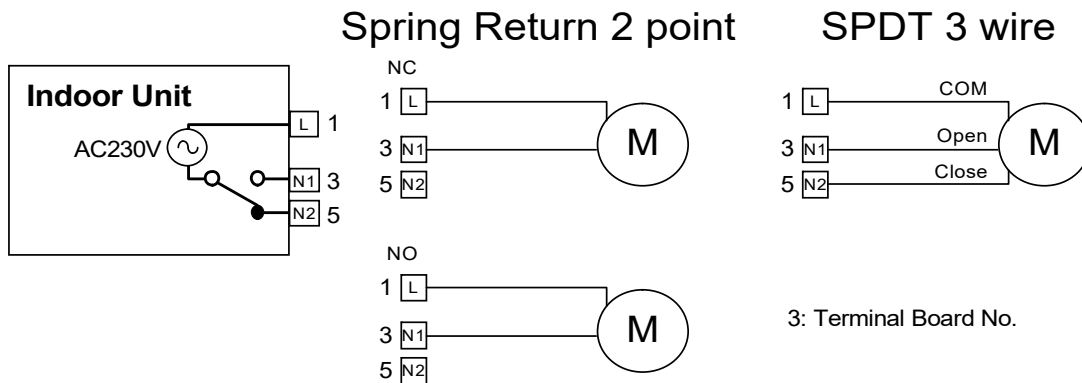 Spring Return 2 point
SPDT 3 wire
Indoor Unit
AC230V
L 1
N1 3
N2 5
NC
1 L
3 N1
5 N2
M
NO
1 L
3 N1
5 N2
M
1 L
3 N1
5 N2
COM
Open
Close
M
3: Terminal Board No.